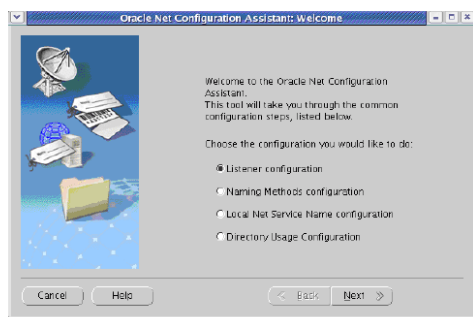 Oracle Net Configuration Assistant: Welcome
Welcome to the Oracle Net Configuration
Assistant.
This tool will take you through the common
configuration steps, listed below.
Choose the configuration you would like to do:
Listener configuration
Naming Methods configuration
Local Net Service Name configuration
Directory Usage Configuration
Cancel
Help
Back
Next